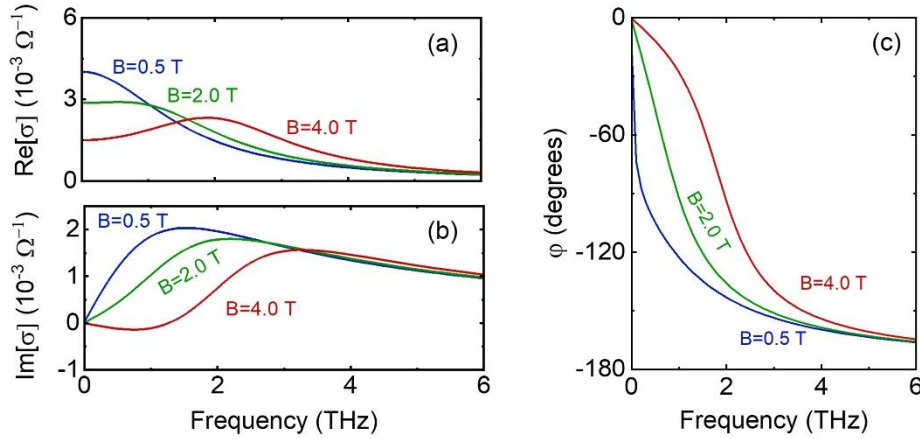 6
3
0
Re[σ] (10⁻³ Ω⁻¹)
(a)
B=0.5 T
B=2.0 T
B=4.0 T
2
1
0
-1
Im[σ] (10⁻³ Ω⁻¹)
(b)
B=0.5 T
B=2.0 T
B=4.0 T
0 2 4 6
Frequency (THz)
0
-60
-120
-180
φ (degrees)
(c)
B=2.0 T
B=4.0 T
B=0.5 T
0 2 4 6
Frequency (THz)